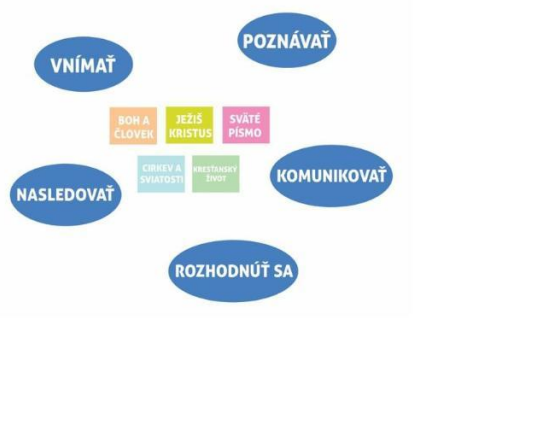 VNÍMAŤ
POZNÁVAŤ
BOH A
ČLOVEK
JEŽIŠ
KRISTUS
SVÄTÉ
PÍSMO
CIRKEV A
SVIATOSTI
KRESŤANSKÝ
ŽIVOT
NASLEDOVAŤ
KOMUNIKOVAŤ
ROZHODNÚŤ SA